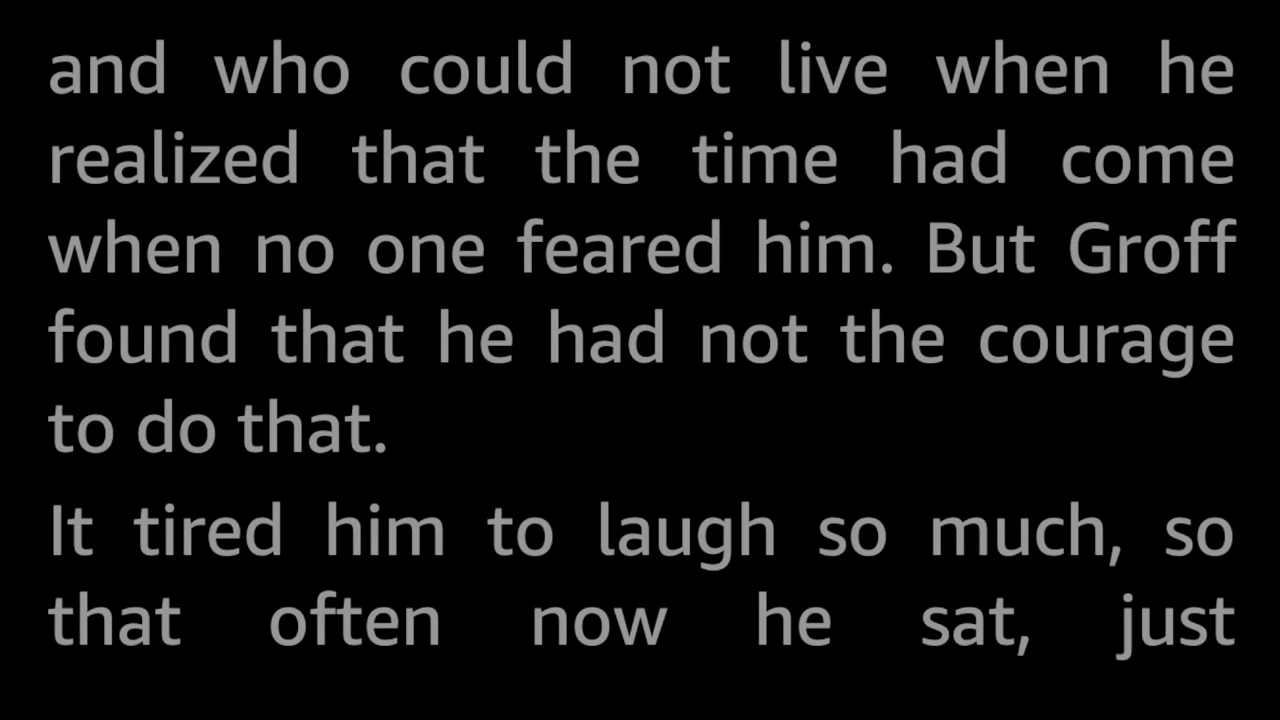 and who could not live when he
realized that the time had come
when no one feared him. But Groff
found that he had not the courage
to do that.
It tired him to laugh so much, so
that often now he sat, just